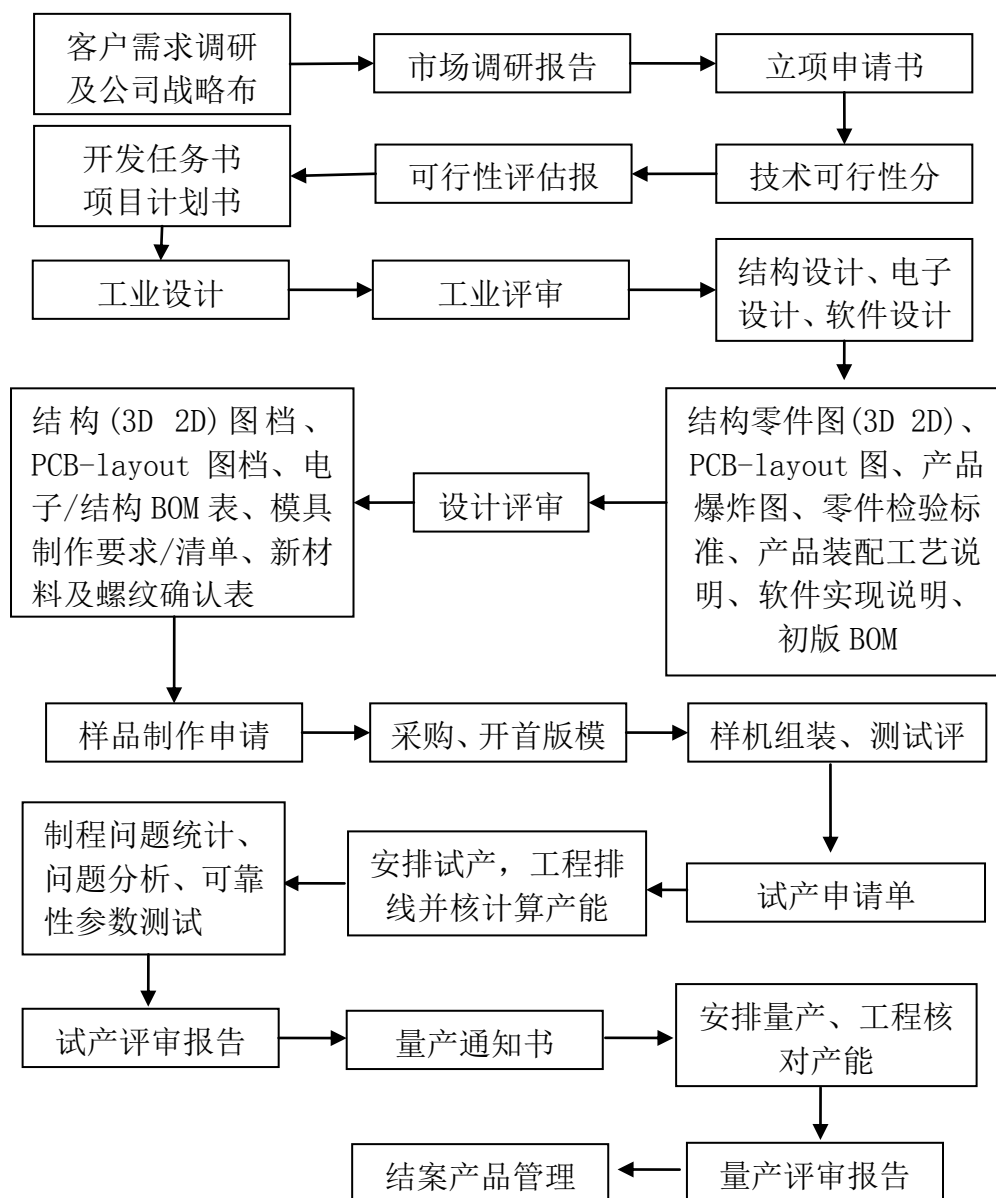 客户需求调研
及公司战略布
市场调研报告
立项申请书
技术可行性分
可行性评估报
开发任务书
项目计划书
工业设计
工业评审
结构设计、电子
设计、软件设计
结构零件图(3D 2D)、
PCB-layout 图、产品
爆炸图、零件检验标
准、产品装配工艺说
明、软件实现说明、
初版 BOM
设计评审
结构(3D 2D)图档、
PCB-layout 图档、电
子/结构 BOM 表、模具
制作要求/清单、新材
料及螺纹确认表
样品制作申请
采购、开首版模
样机组装、测试评
试产申请单
安排试产，工程排
线并核计算产能
制程问题统计、
问题分析、可靠
性参数测试
试产评审报告
量产通知书
安排量产、工程核
对产能
量产评审报告
结案产品管理